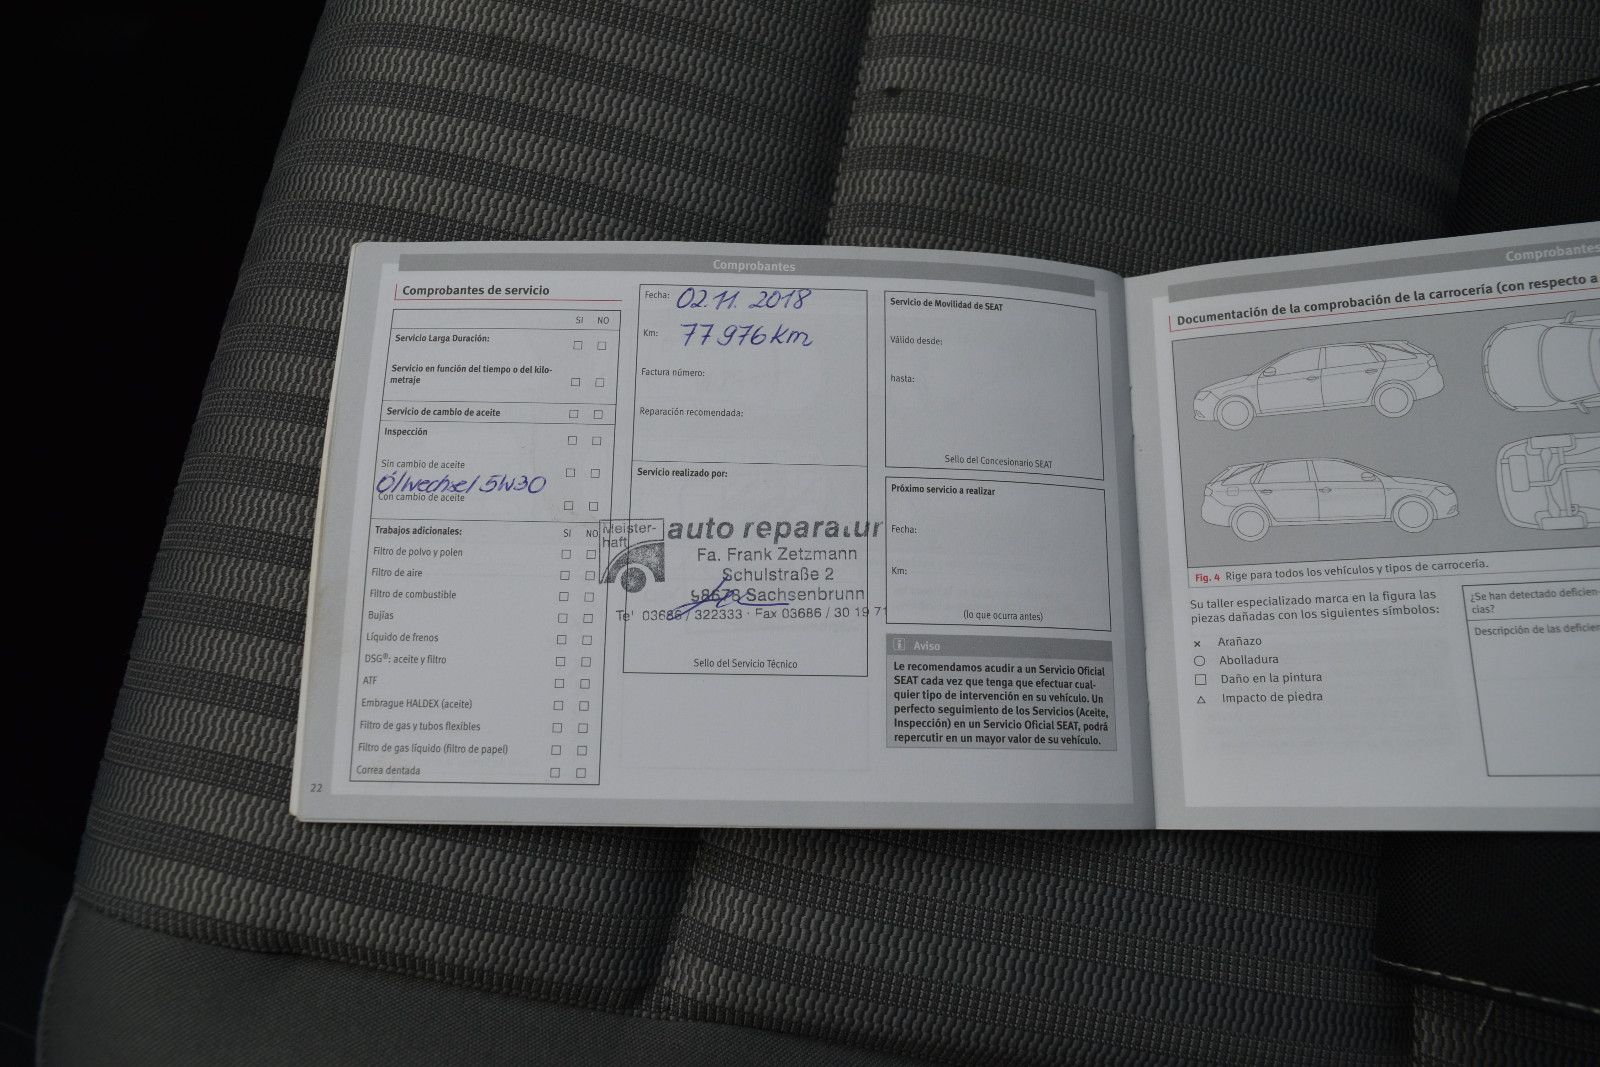 Comprobantes
Comprobantes de servicio
SI NO
Servicio Larga Duración:
Servicio en función del tiempo o del kilo-
metraje
Servicio de cambio de aceite
Inspección
Sin cambio de aceite
Ölwechsel 5W30
Con cambio de aceite
Trabajos adicionales:
SI NO
Filtro de polvo y polen
Filtro de aire
Filtro de combustible
Bujías
Líquido de frenos
DSG®: aceite y filtro
ATF
Embrague HALDEX (aceite)
Filtro de gas y tubos flexibles
Filtro de gas líquido (filtro de papel)
Correa dentada
22
Fecha: 02.11.2018
Km: 77976 km
Factura número:
Reparación recomendada:
Servicio realizado por:
Meister-
haft
auto reparatur
Fa. Frank Zetzmann
Schulstraße 2
98678 Sachsenbrunn
Tel 03686 / 322333 · Fax 03686 / 30 19 71
Sello del Servicio Técnico
Servicio de Movilidad de SEAT
Válido desde:
hasta:
Sello del Concesionario SEAT
Próximo servicio a realizar
Fecha:
Km:
(lo que ocurra antes)
i Aviso
Le recomendamos acudir a un Servicio Oficial
SEAT cada vez que tenga que efectuar cual-
quier tipo de intervención en su vehículo. Un
perfecto seguimiento de los Servicios (Aceite,
Inspección) en un Servicio Oficial SEAT, podrá
repercutir en un mayor valor de su vehículo.
Comprobantes
Documentación de la comprobación de la carrocería (con respecto a
Fig. 4 Rige para todos los vehículos y tipos de carrocería.
Su taller especializado marca en la figura las
piezas dañadas con los siguientes símbolos:
× Arañazo
○ Abolladura
□ Daño en la pintura
△ Impacto de piedra
¿Se han detectado deficien-
cias?
Descripción de las deficien